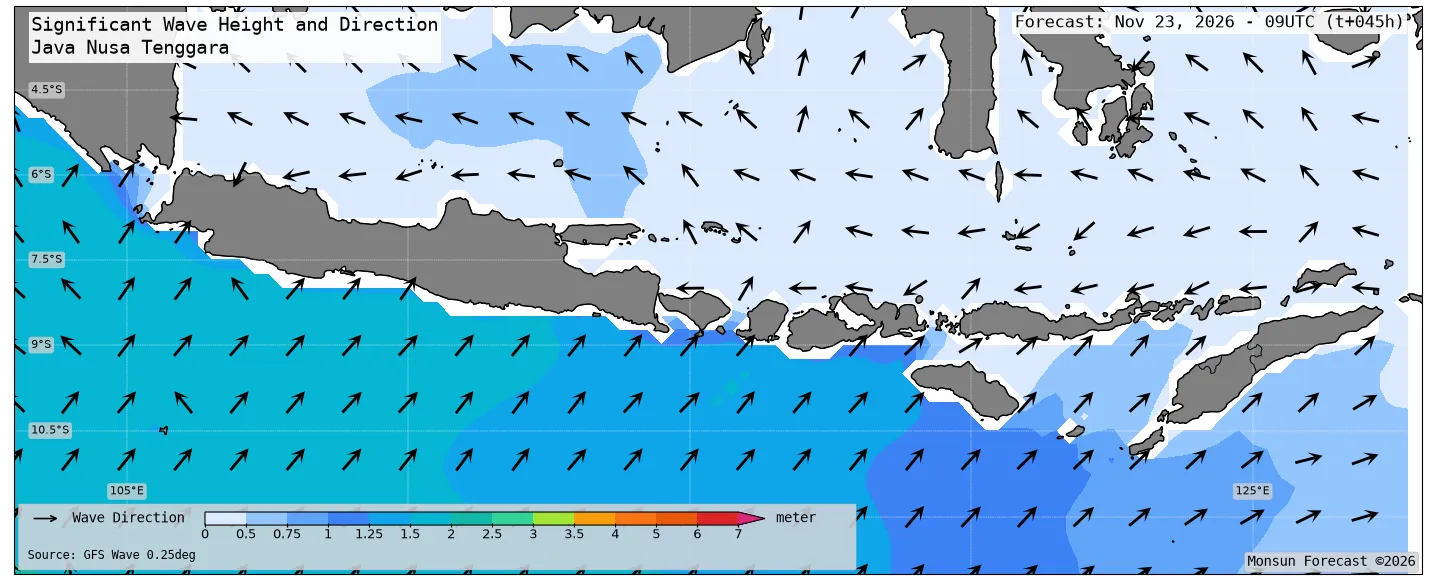 Significant Wave Height and Direction
Java Nusa Tenggara
Forecast: Nov 23, 2026 - 09UTC (t+045h)
4.5°S
6°S
7.5°S
9°S
10.5°S
105°E
125°E
Wave Direction
0 0.5 0.75 1 1.25 1.5 2 2.5 3 3.5 4 5 6 7
meter
Source: GFS Wave 0.25deg
Monsun Forecast ©2026